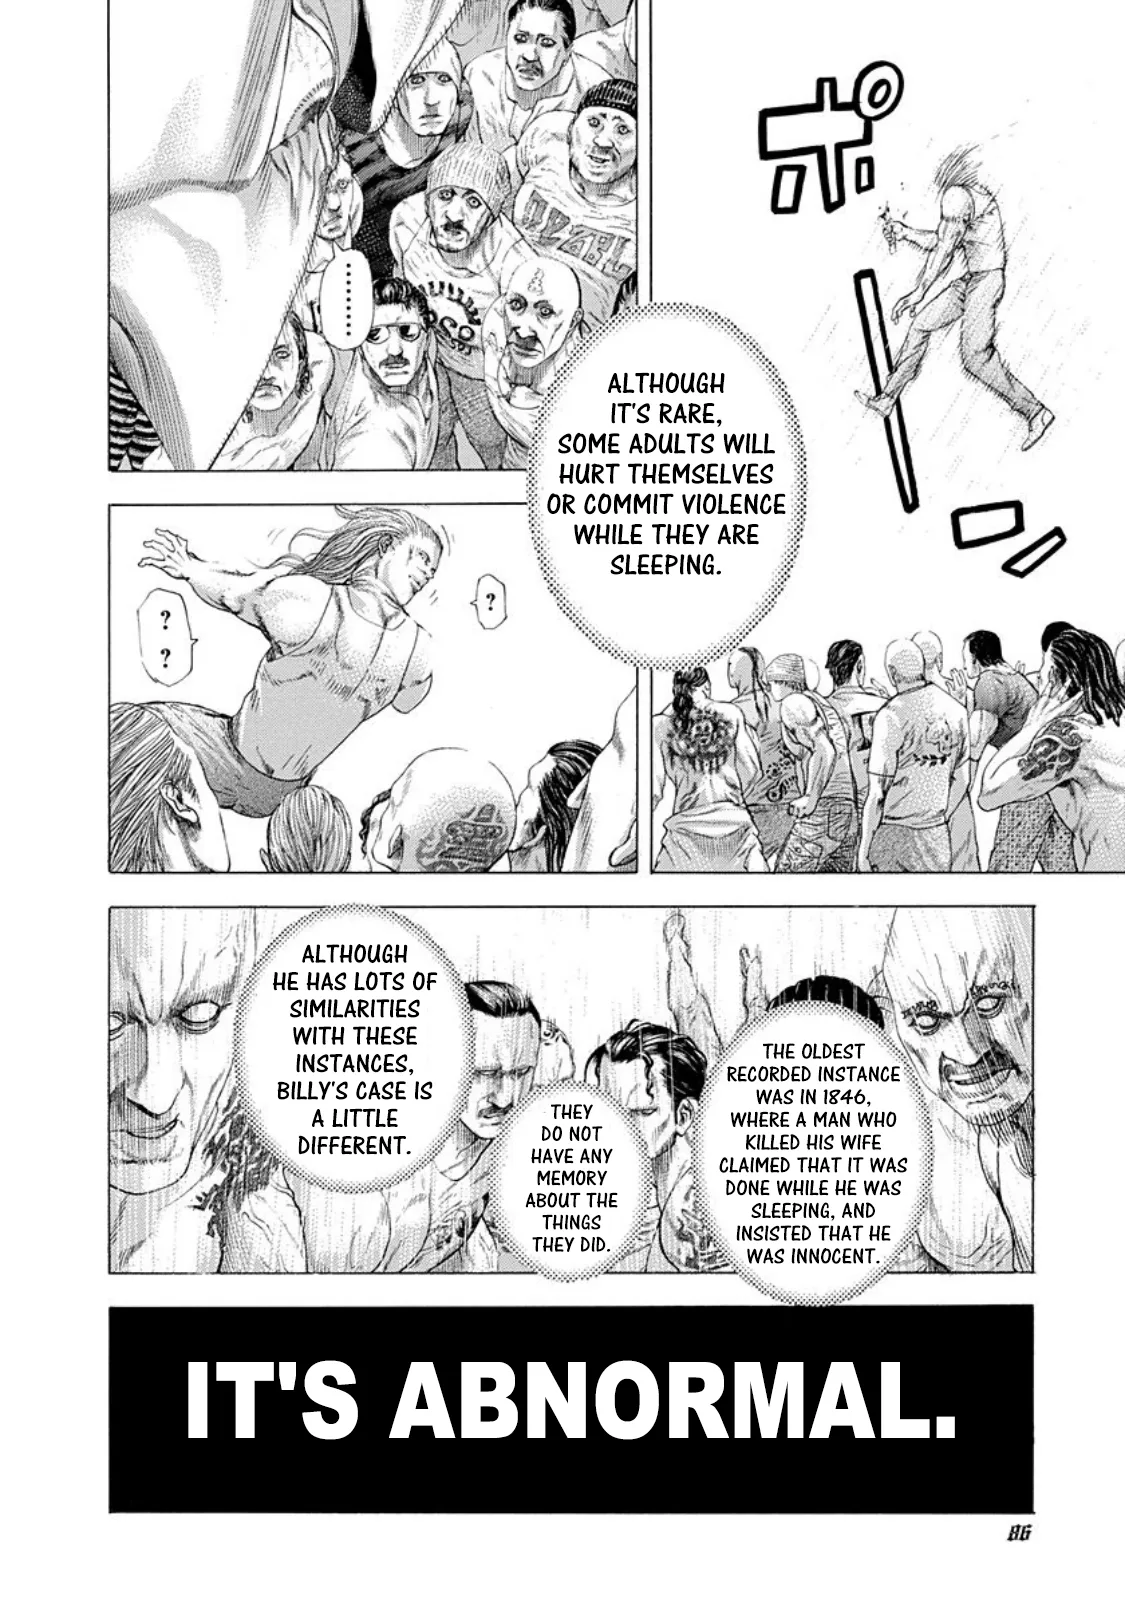 ポーン
ALTHOUGH
IT'S RARE,
SOME ADULTS WILL
HURT THEMSELVES
OR COMMIT VIOLENCE
WHILE THEY ARE
SLEEPING.
………
?
?
?
THE OLDEST
RECORDED INSTANCE
WAS IN 1846,
WHERE A MAN WHO
KILLED HIS WIFE
CLAIMED THAT IT WAS
DONE WHILE HE WAS
SLEEPING, AND
INSISTED THAT HE
WAS INNOCENT.
THEY
DO NOT
HAVE ANY
MEMORY
ABOUT THE
THINGS
THEY DID.
ALTHOUGH
HE HAS LOTS OF
SIMILARITIES
WITH THESE
INSTANCES,
BILLY'S CASE IS
A LITTLE
DIFFERENT.
IT'S ABNORMAL.
86